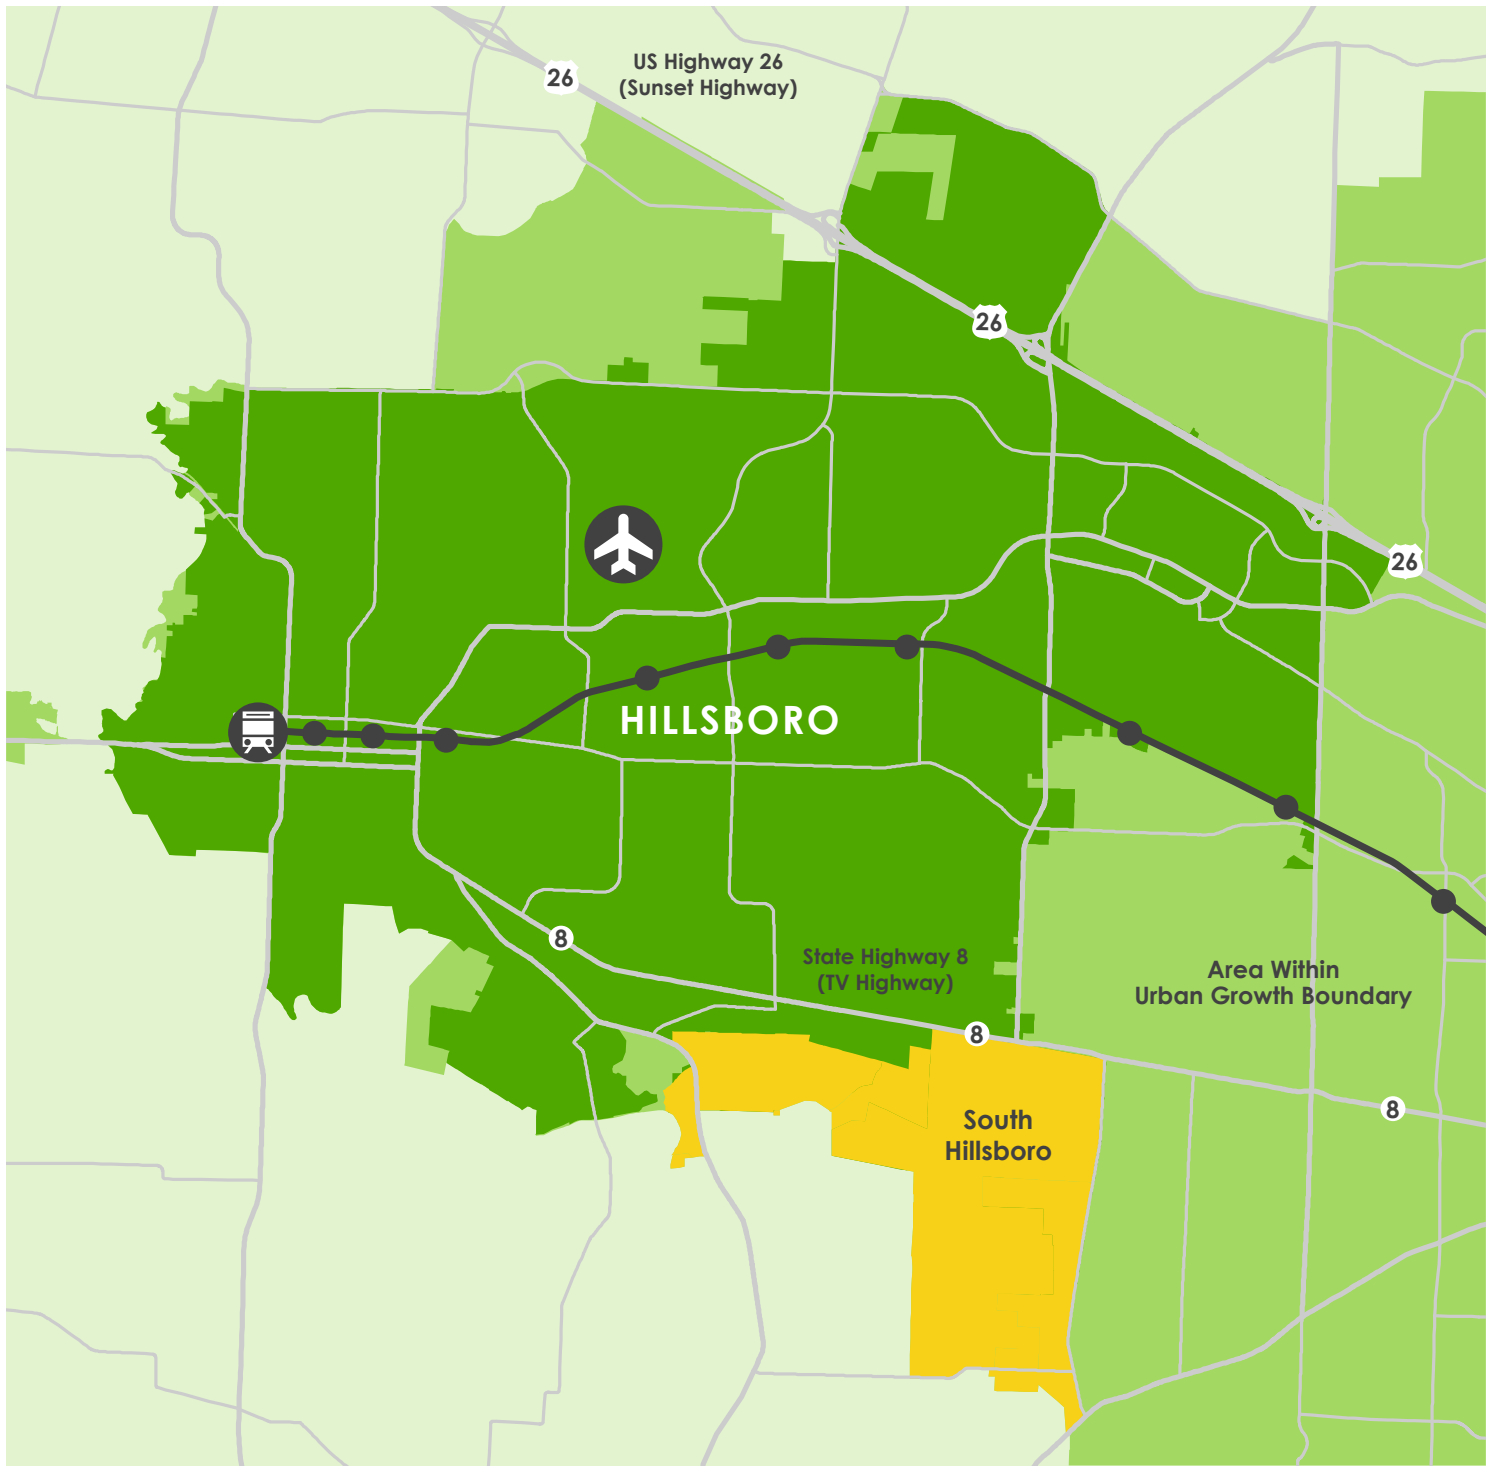 US Highway 26
(Sunset Highway)
26
26
26
HILLSBORO
8
State Highway 8
(TV Highway)
Area Within
Urban Growth Boundary
8
8
South
Hillsboro